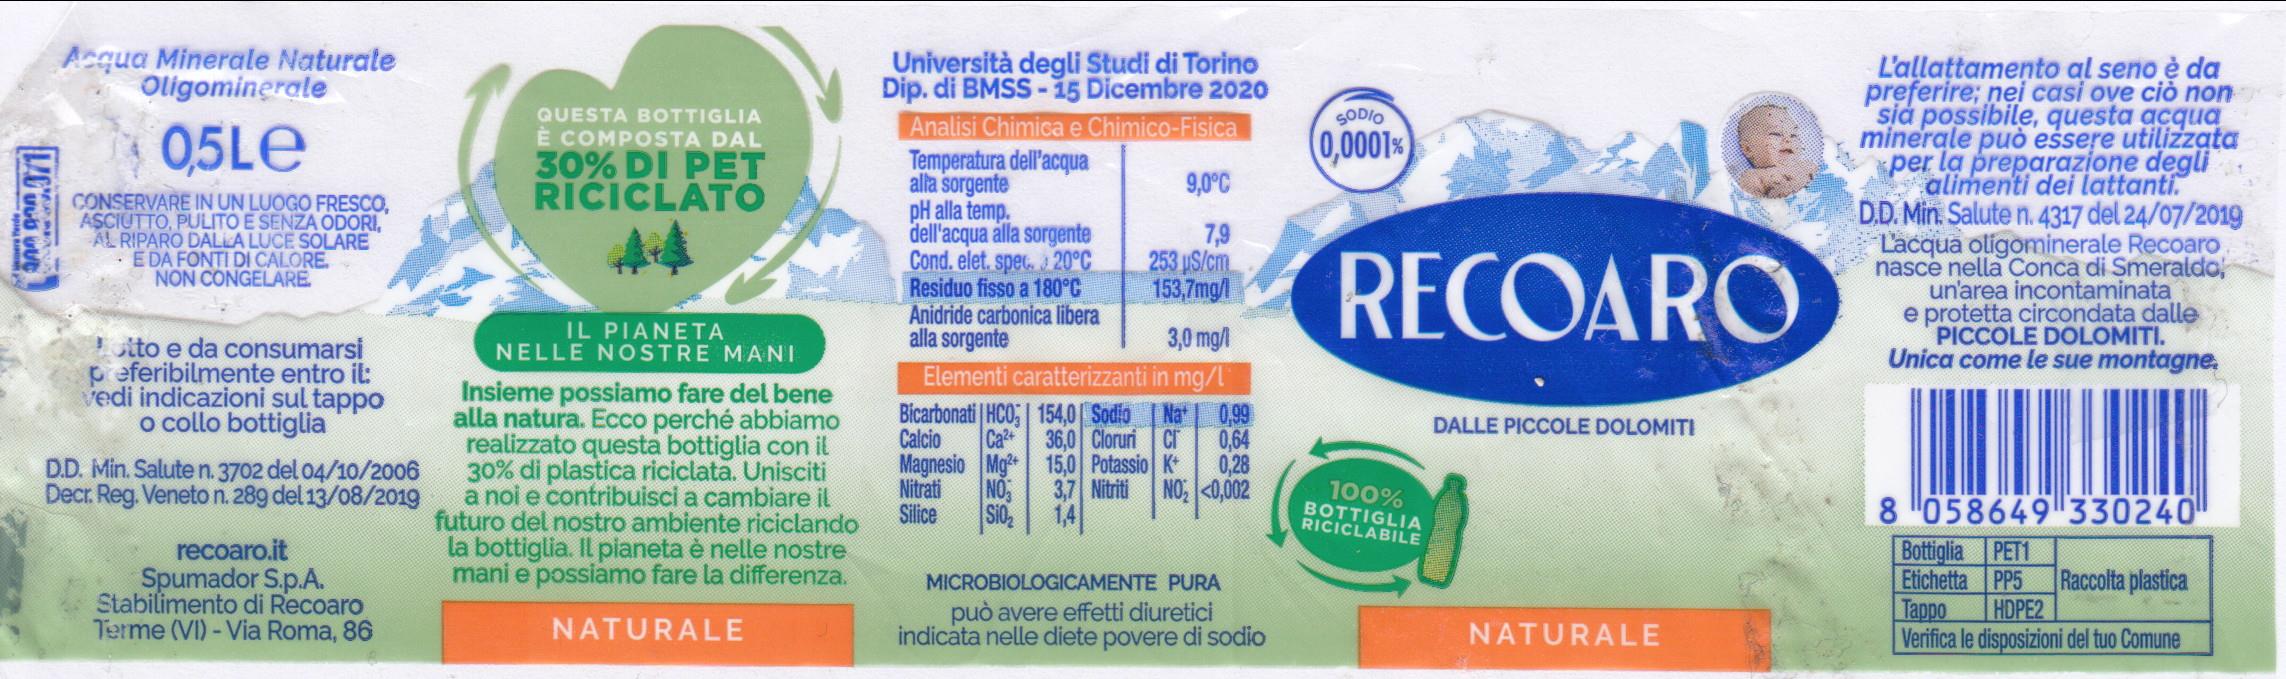 Acqua Minerale Naturale
Oligominerale
0,5L e
CONSERVARE IN UN LUOGO FRESCO,
ASCIUTTO, PULITO E SENZA ODORI,
AL RIPARO DALLA LUCE SOLARE
E DA FONTI DI CALORE.
NON CONGELARE.
Lotto e da consumarsi
preferibilmente entro il:
vedi indicazioni sul tappo
o collo bottiglia
D.D. Min. Salute n. 3702 del 04/10/2006
Decr. Reg. Veneto n. 289 del 13/08/2019
recoaro.it
Spumador S.p.A.
Stabilimento di Recoaro
Terme (VI) - Via Roma, 86
QUESTA BOTTIGLIA
È COMPOSTA DAL
30% DI PET
RICICLATO
IL PIANETA
NELLE NOSTRE MANI
Insieme possiamo fare del bene
alla natura. Ecco perché abbiamo
realizzato questa bottiglia con il
30% di plastica riciclata. Unisciti
a noi e contribuisci a cambiare il
futuro del nostro ambiente riciclando
la bottiglia. Il pianeta è nelle nostre
mani e possiamo fare la differenza.
NATURALE
Università degli Studi di Torino
Dip. di BMSS - 15 Dicembre 2020
Analisi Chimica e Chimico-Fisica
Temperatura dell'acqua
alla sorgente 9,0°C
pH alla temp.
dell'acqua alla sorgente 7,9
Cond. elet. spec. 20°C 253 µS/cm
Residuo fisso a 180°C 153,7mg/l
Anidride carbonica libera
alla sorgente 3,0 mg/l
Elementi caratterizzanti in mg/l
Bicarbonati HCO₃⁻ 154,0 Sodio Na⁺ 0,99
Calcio Ca²⁺ 36,0 Cloruri Cl⁻ 0,64
Magnesio Mg²⁺ 15,0 Potassio K⁺ 0,28
Nitrati NO₃⁻ 3,7 Nitriti NO₂⁻ <0,002
Silice SiO₂ 1,4
MICROBIOLOGICAMENTE PURA
può avere effetti diuretici
indicata nelle diete povere di sodio
SODIO
0,0001%
RECOARO
DALLE PICCOLE DOLOMITI
100%
BOTTIGLIA
RICICLABILE
NATURALE
L'allattamento al seno è da
preferire; nei casi ove ciò non
sia possibile, questa acqua
minerale può essere utilizzata
per la preparazione degli
alimenti dei lattanti.
D.D. Min. Salute n. 4317 del 24/07/2019
L'acqua oligominerale Recoaro
nasce nella Conca di Smeraldo,
un'area incontaminata
e protetta circondata dalle
PICCOLE DOLOMITI.
Unica come le sue montagne.
8 058649 330240
Bottiglia PET1
Etichetta PP5 Raccolta plastica
Tappo HDPE2
Verifica le disposizioni del tuo Comune